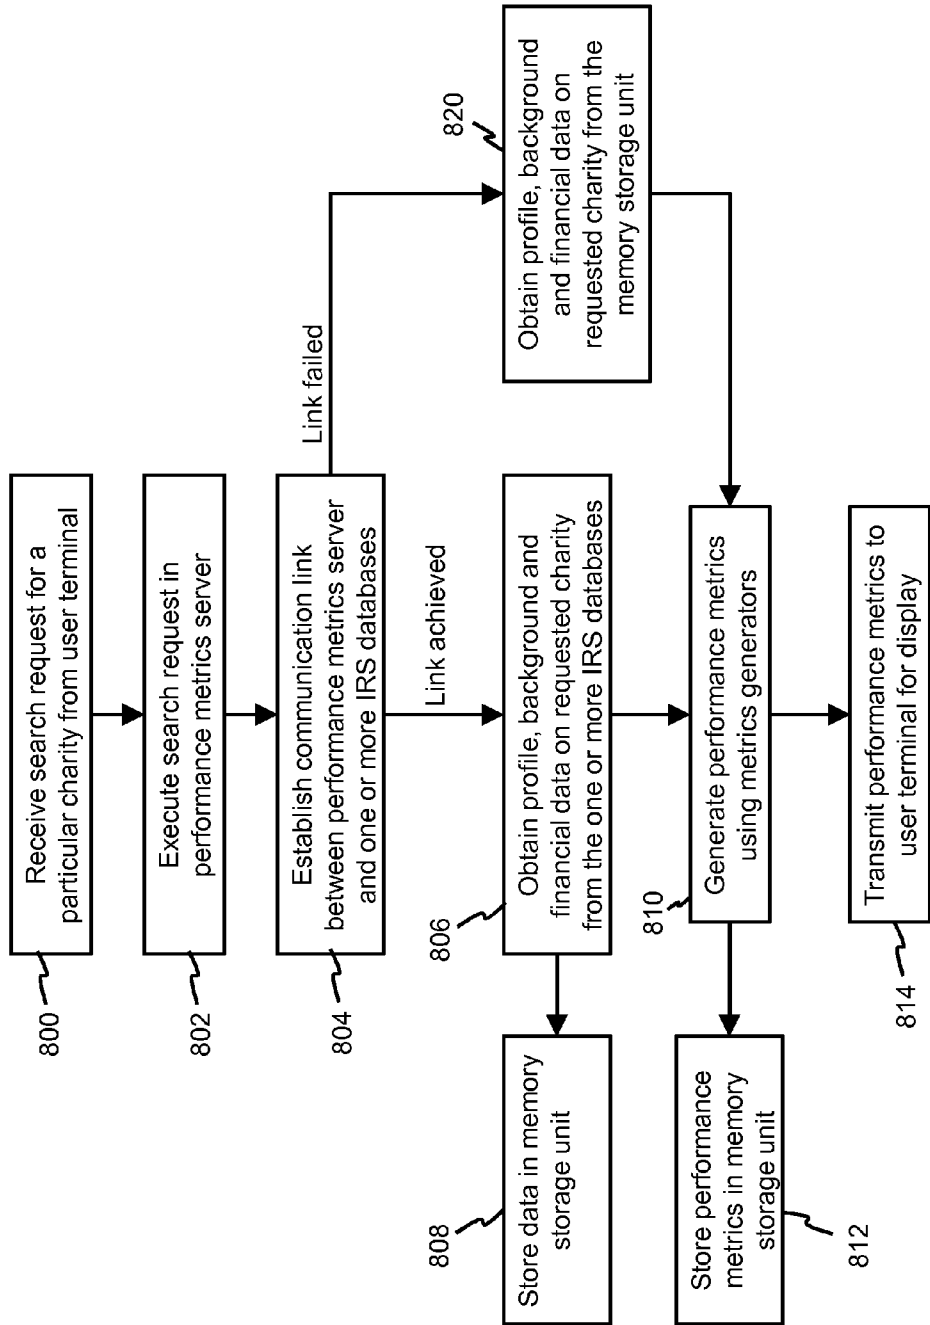 800
Receive search request for a
particular charity from user terminal
802
Execute search request in
performance metrics server
804
Establish communication link
between performance metrics server
and one or more IRS databases
Link failed
Link achieved
806
Obtain profile, background and
financial data on requested charity
from the one or more IRS databases
808
Store data in memory
storage unit
820
Obtain profile, background
and financial data on
requested charity from the
memory storage unit
810
Generate performance metrics
using metrics generators
812
Store performance
metrics in memory
storage unit
814
Transmit performance metrics to
user terminal for display